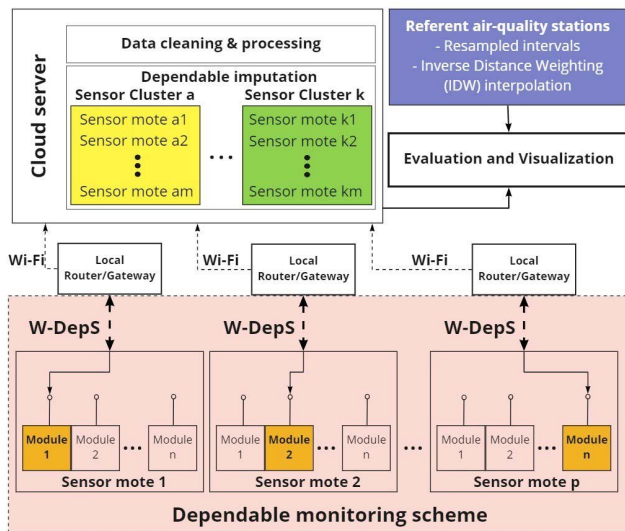 Cloud server
Data cleaning & processing
Dependable imputation
Sensor Cluster a
Sensor mote a1
Sensor mote a2
Sensor mote am
...
Sensor Cluster k
Sensor mote k1
Sensor mote k2
Sensor mote km
Referent air-quality stations
- Resampled intervals
- Inverse Distance Weighting
(IDW) interpolation
Evaluation and Visualization
Wi-Fi
Local
Router/Gateway
Wi-Fi
Local
Router/Gateway
Wi-Fi
Local
Router/Gateway
W-DepS
W-DepS
W-DepS
Module
1
Module
2
...
Module
n
Sensor mote 1
Module
1
Module
2
...
Module
n
Sensor mote 2
...
Module
1
Module
2
...
Module
n
Sensor mote p
Dependable monitoring scheme